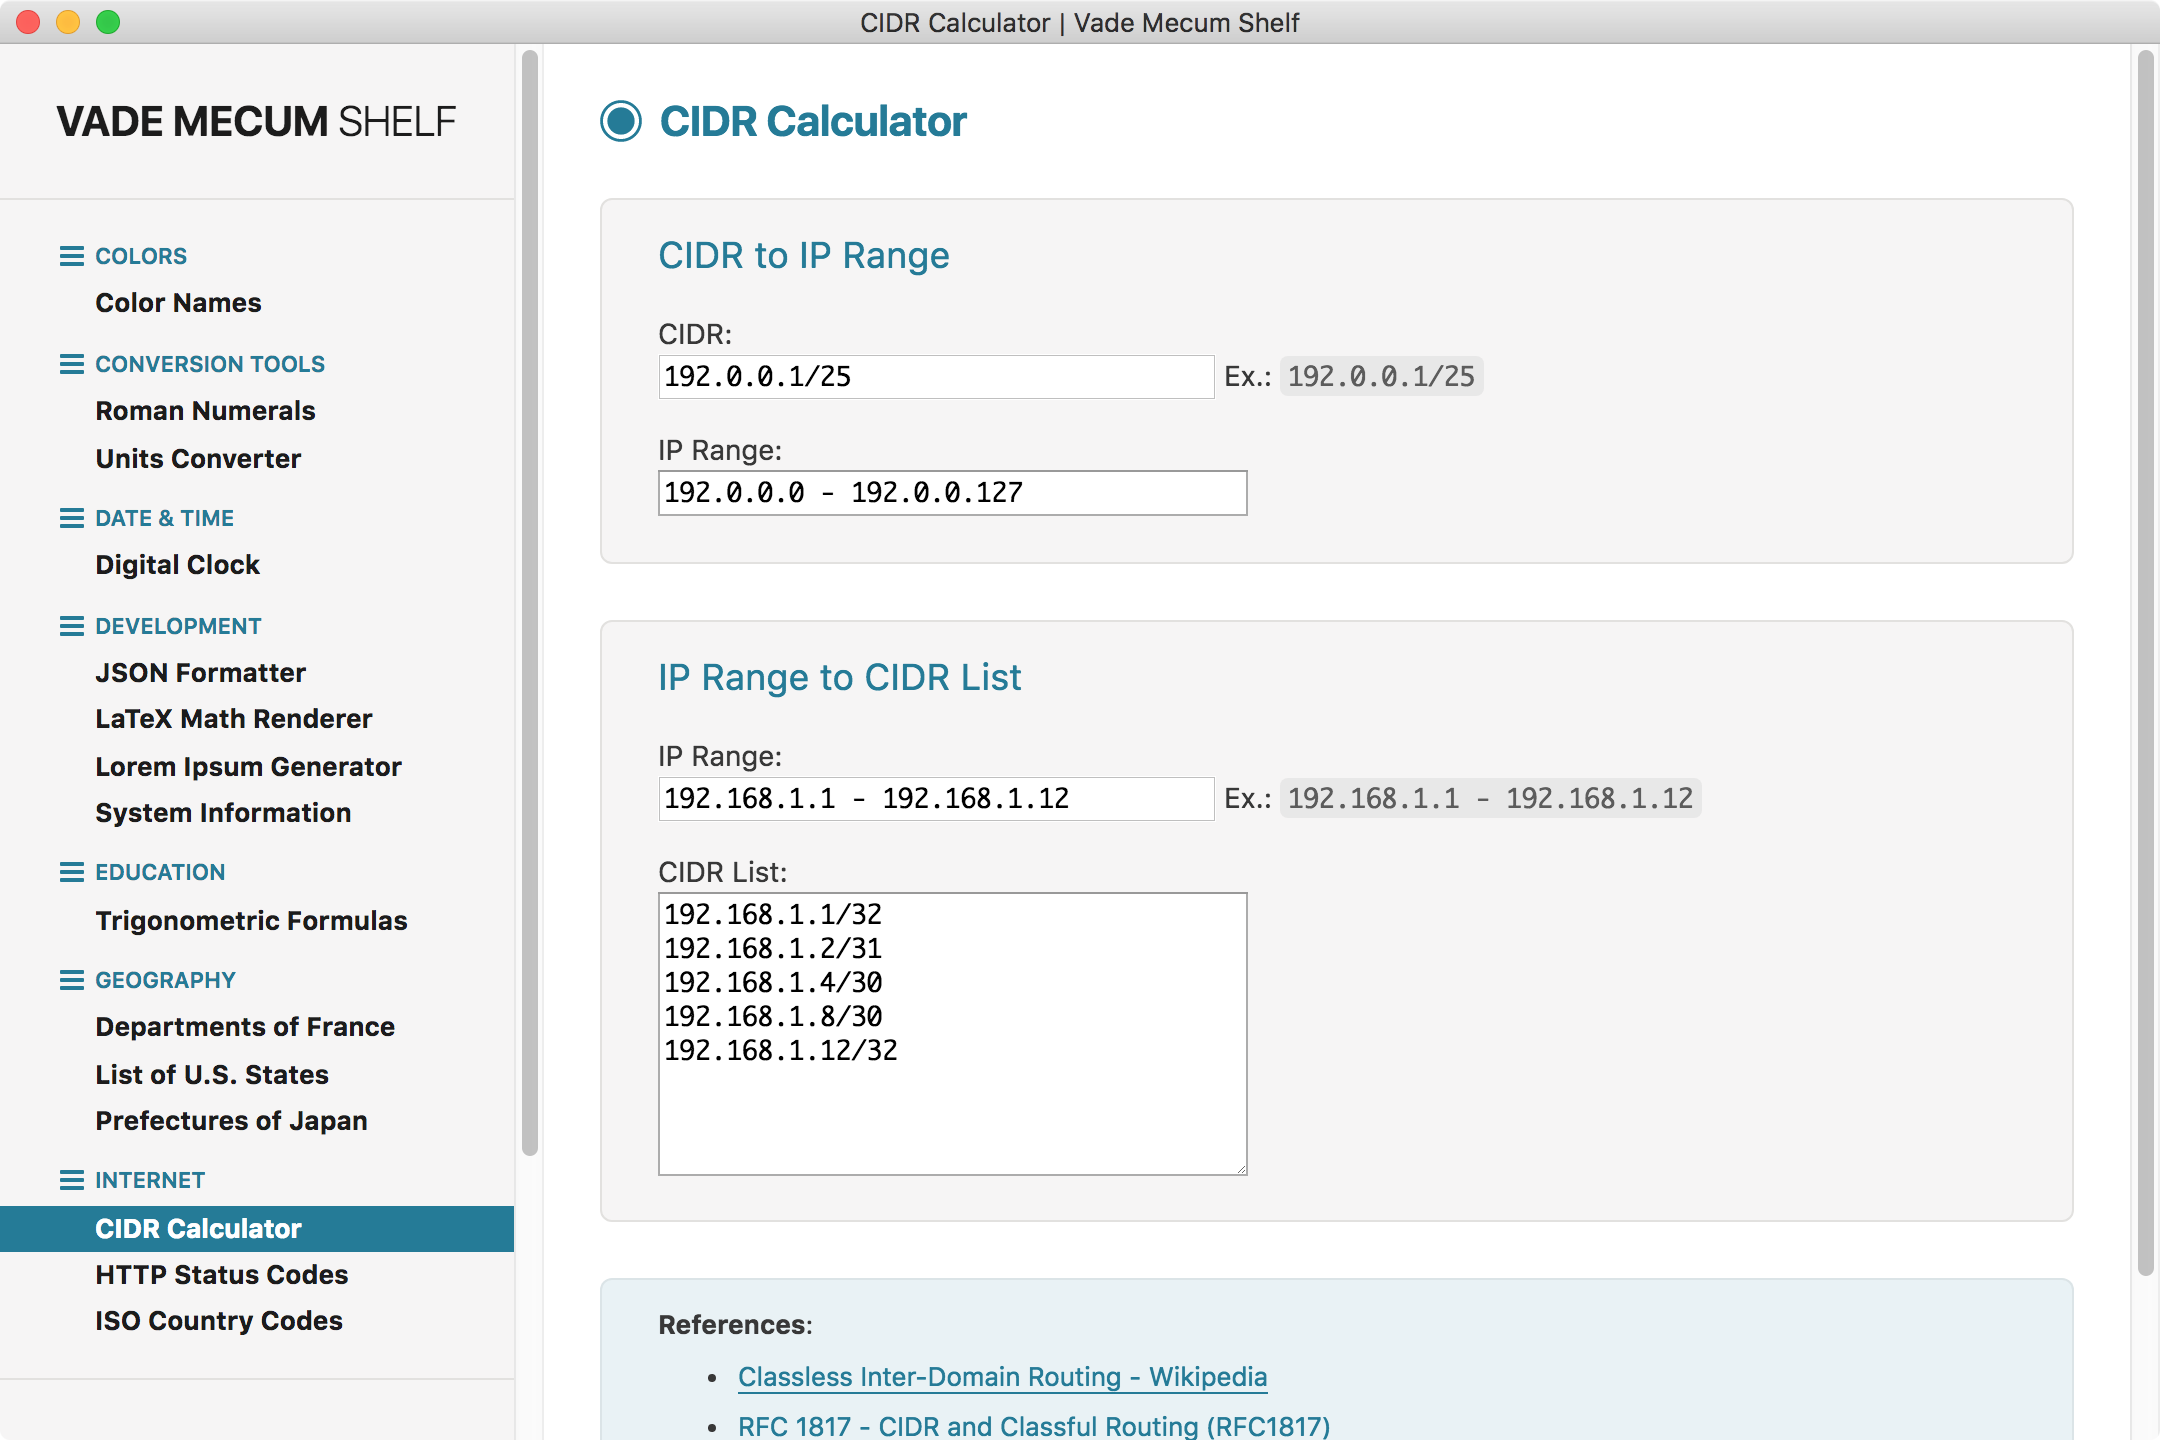 CIDR Calculator | Vade Mecum Shelf
VADE MECUM SHELF
COLORS
Color Names
CONVERSION TOOLS
Roman Numerals
Units Converter
DATE & TIME
Digital Clock
DEVELOPMENT
JSON Formatter
LaTeX Math Renderer
Lorem Ipsum Generator
System Information
EDUCATION
Trigonometric Formulas
GEOGRAPHY
Departments of France
List of U.S. States
Prefectures of Japan
INTERNET
CIDR Calculator
HTTP Status Codes
ISO Country Codes
CIDR Calculator
CIDR to IP Range
CIDR:
192.0.0.1/25 Ex.: 192.0.0.1/25
IP Range:
192.0.0.0 - 192.0.0.127
IP Range to CIDR List
IP Range:
192.168.1.1 - 192.168.1.12 Ex.: 192.168.1.1 - 192.168.1.12
CIDR List:
192.168.1.1/32
192.168.1.2/31
192.168.1.4/30
192.168.1.8/30
192.168.1.12/32
References:
• Classless Inter-Domain Routing - Wikipedia
• RFC 1817 - CIDR and Classful Routing (RFC1817)